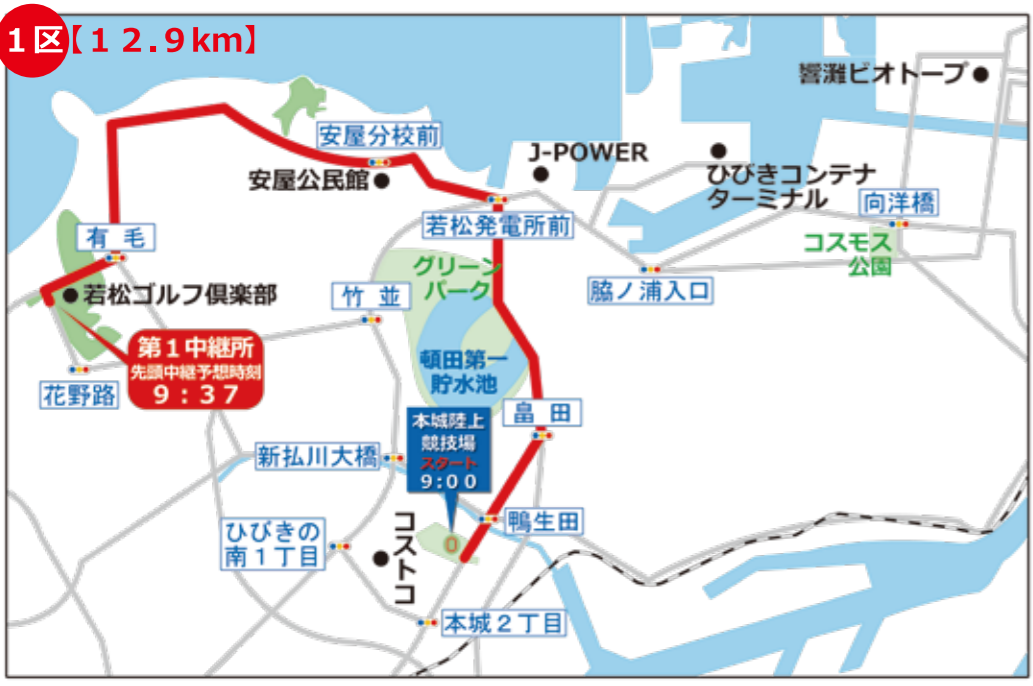 1区【12.9km】
響灘ビオトープ
安屋分校前
J-POWER
安屋公民館
ひびきコンテナ
ターミナル
向洋橋
若松発電所前
有毛
コスモス
公園
グリーン
パーク
脇ノ浦入口
若松ゴルフ倶楽部
竹並
第1中継所
先頭中継予想時刻
9:37
頓田第一
貯水池
花野路
本城陸上
競技場
スタート
9:00
畠田
新払川大橋
鴨生田
ひびきの
南1丁目
コストコ
0
本城2丁目